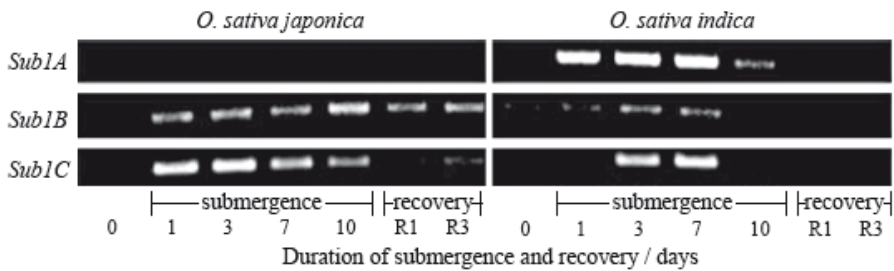 O. sativa japonica O. sativa indica
Sub1A
Sub1B
Sub1C
submergence recovery submergence recovery
0 1 3 7 10 R1 R3 0 1 3 7 10 R1 R3
Duration of submergence and recovery / days